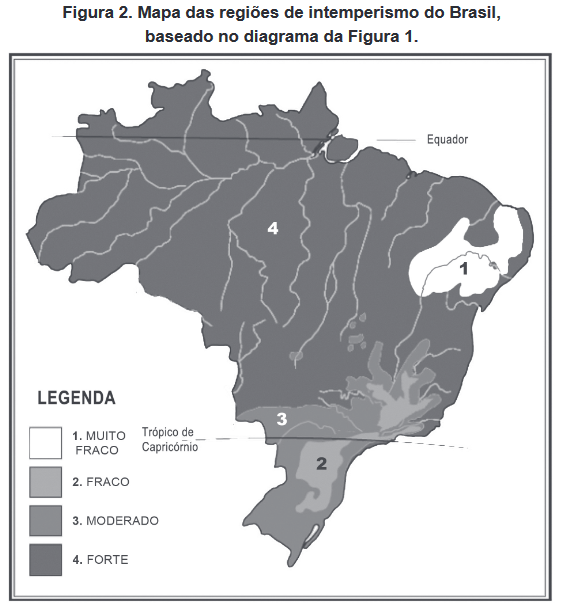 Figura 2. Mapa das regiões de intemperismo do Brasil,
baseado no diagrama da Figura 1.
Equador
4
1
LEGENDA
1. MUITO
FRACO
Trópico de
Capricórnio
3
2. FRACO
2
3. MODERADO
4. FORTE